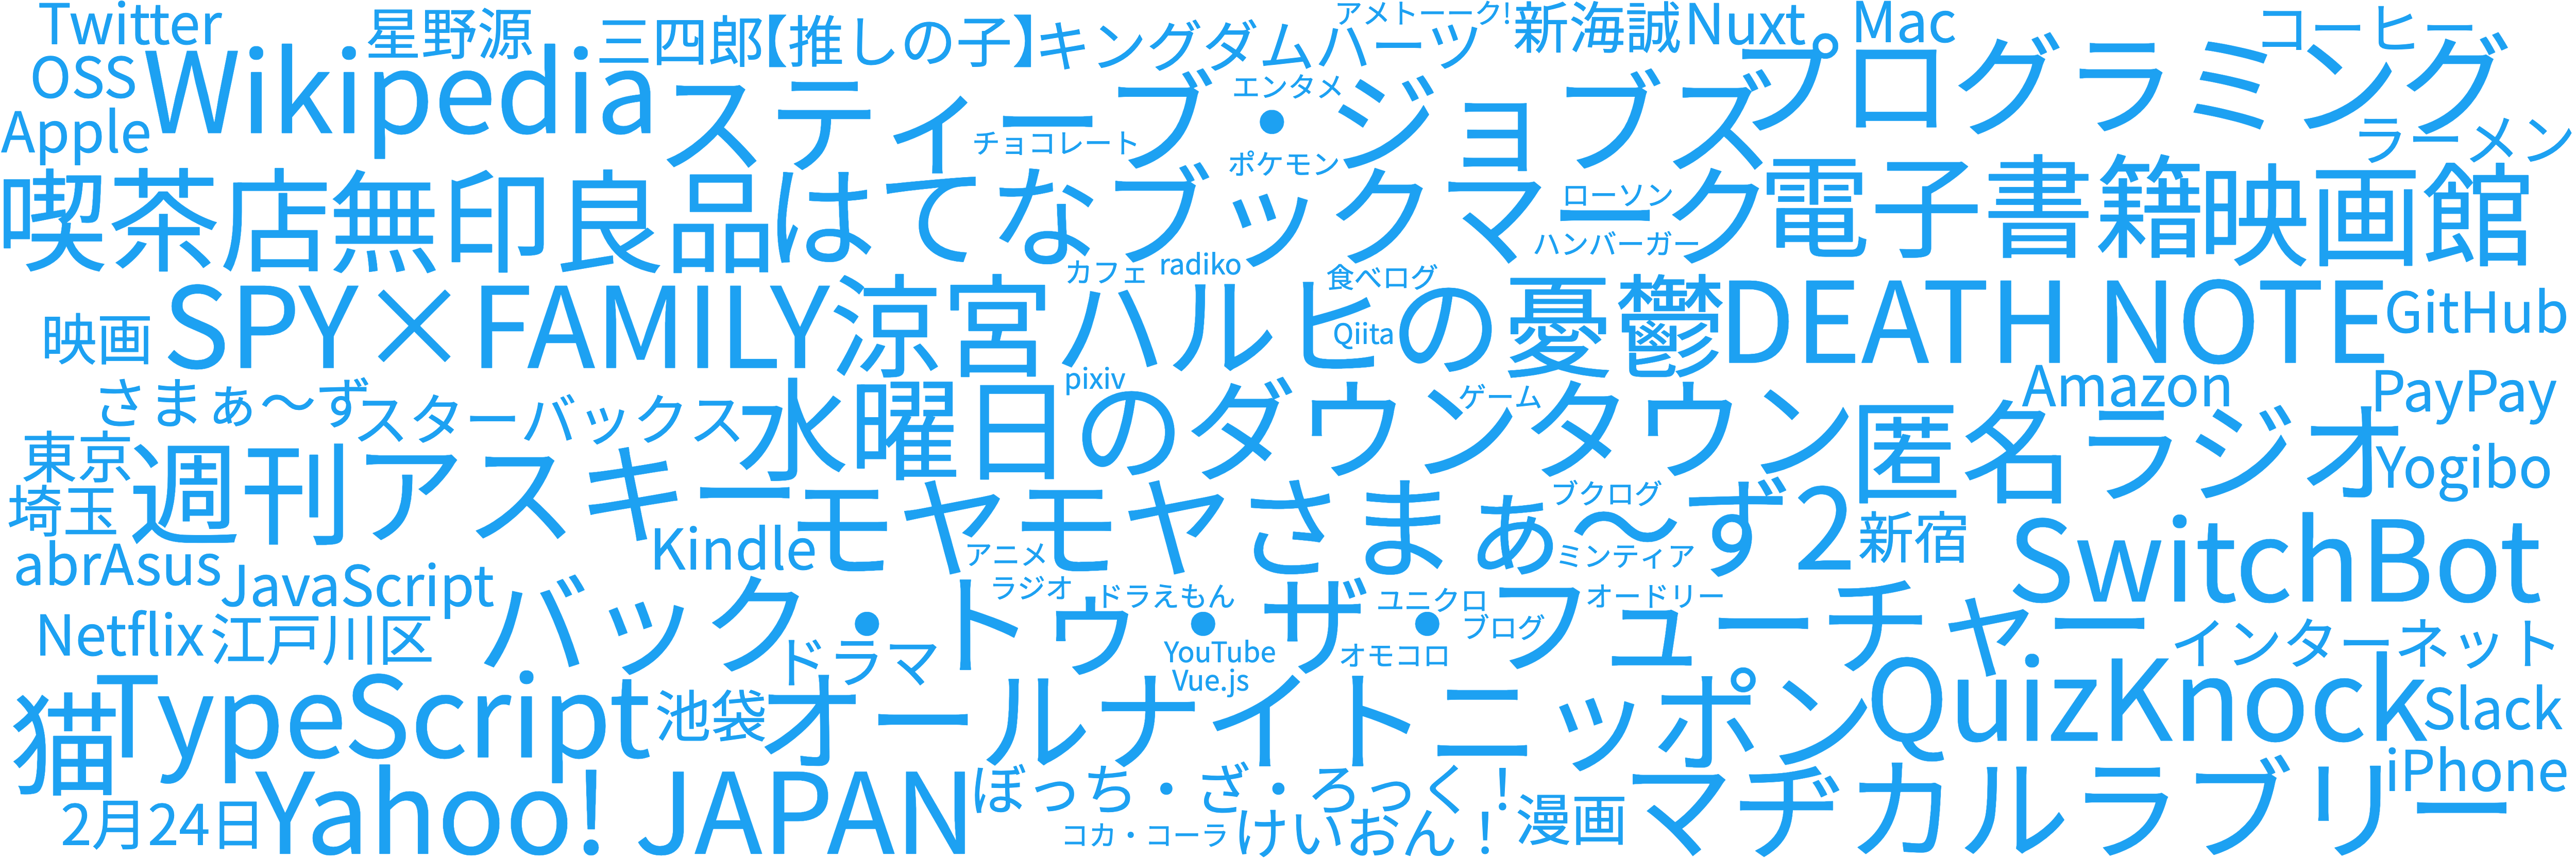 Twitter
星野源
三四郎
【推しの子】
キングダムハーツ
アメトーーク!
新海誠
Nuxt
Mac
コーヒー
OSS
Wikipedia
スティーブ・ジョブズ
エンタメ
プログラミング
Apple
チョコレート
ポケモン
ラーメン
喫茶店
無印良品
はてなブックマーク
ローソン
ハンバーガー
電子書籍
映画館
カフェ
radiko
食べログ
映画
SPY×FAMILY
涼宮ハルヒの憂鬱
Qiita
DEATH NOTE
GitHub
さまぁ〜ず
スターバックス
pixiv
水曜日のダウンタウン
ゲーム
Amazon
PayPay
東京
週刊アスキー
匿名ラジオ
Yogibo
埼玉
Kindle
モヤモヤさまぁ〜ず2
ブクログ
ミンティア
新宿
SwitchBot
abrAsus
JavaScript
アニメ
ラジオ
ドラえもん
ユニクロ
オードリー
Netflix
江戸川区
バック・トゥ・ザ・フューチャー
ブログ
インターネット
ドラマ
YouTube
オモコロ
Vue.js
猫
TypeScript
池袋
オールナイトニッポン
QuizKnock
Slack
2月24日
Yahoo! JAPAN
ぼっち・ざ・ろっく！
コカ・コーラ
けいおん！
漫画
マヂカルラブリー
iPhone